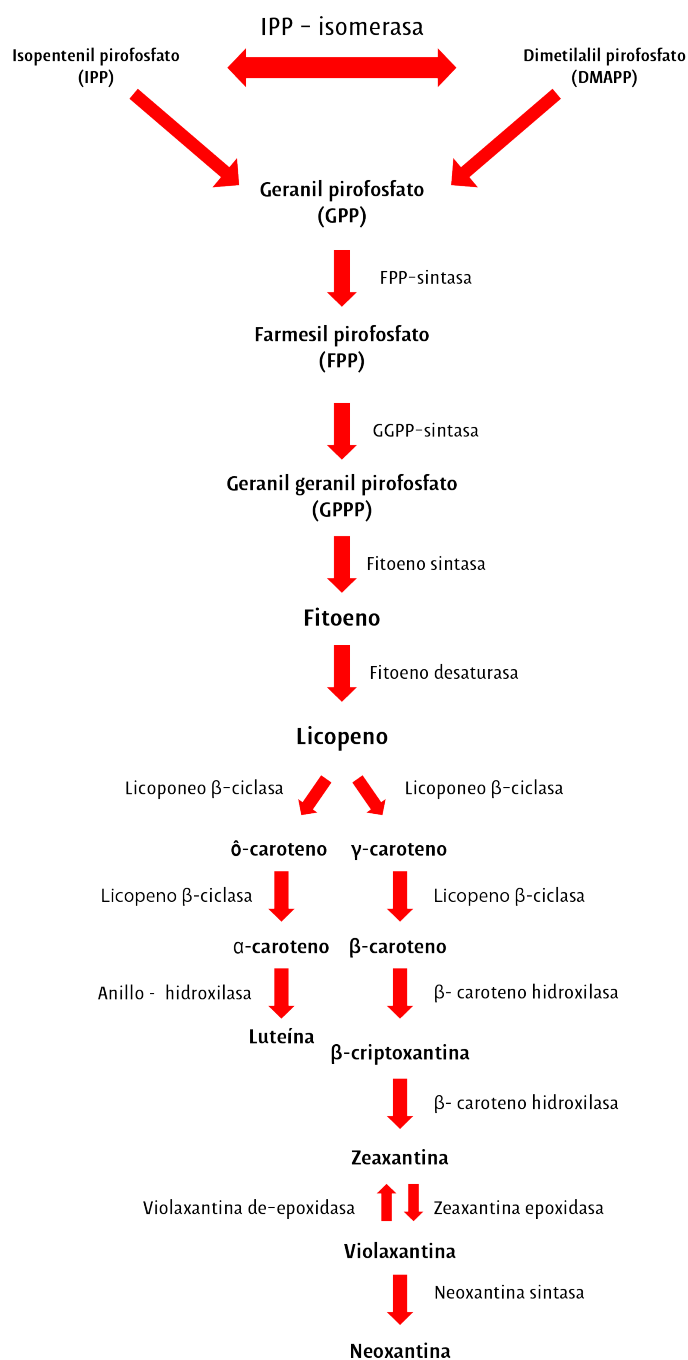 IPP – isomerasa
Isopentenil pirofosfato
(IPP)
Dimetilalil pirofosfato
(DMAPP)
Geranil pirofosfato
(GPP)
FPP-sintasa
Farmesil pirofosfato
(FPP)
GGPP-sintasa
Geranil geranil pirofosfato
(GPPP)
Fitoeno sintasa
Fitoeno
Fitoeno desaturasa
Licopeno
Licoponeo β-ciclasa
Licoponeo β-ciclasa
ô-caroteno
γ-caroteno
Licopeno β-ciclasa
Licopeno β-ciclasa
α-caroteno
β-caroteno
Anillo - hidroxilasa
β- caroteno hidroxilasa
Luteína
β-criptoxantina
β- caroteno hidroxilasa
Zeaxantina
Violaxantina de-epoxidasa
Zeaxantina epoxidasa
Violaxantina
Neoxantina sintasa
Neoxantina